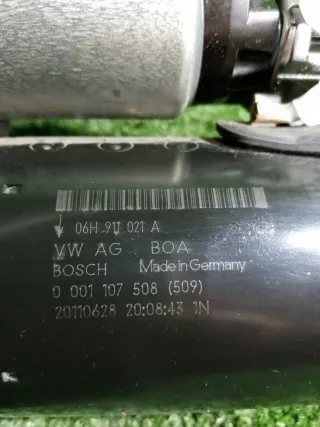 06H 911 021 A
VW AG BOA
BOSCH Made in Germany
0 001 107 508 (509)
20110628 20:08:43 1N